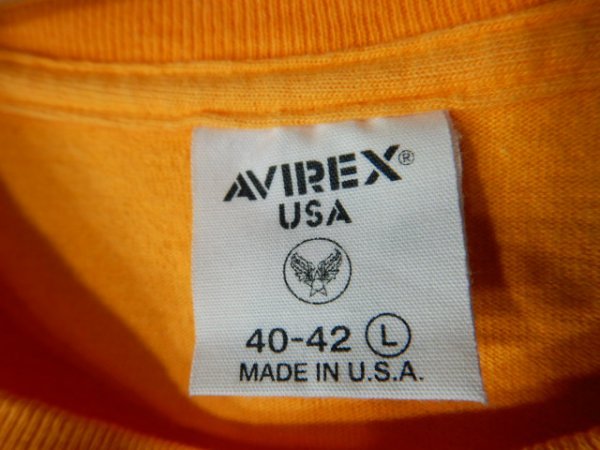 AVIREX®
USA
40-42 Ⓛ
MADE IN U.S.A.